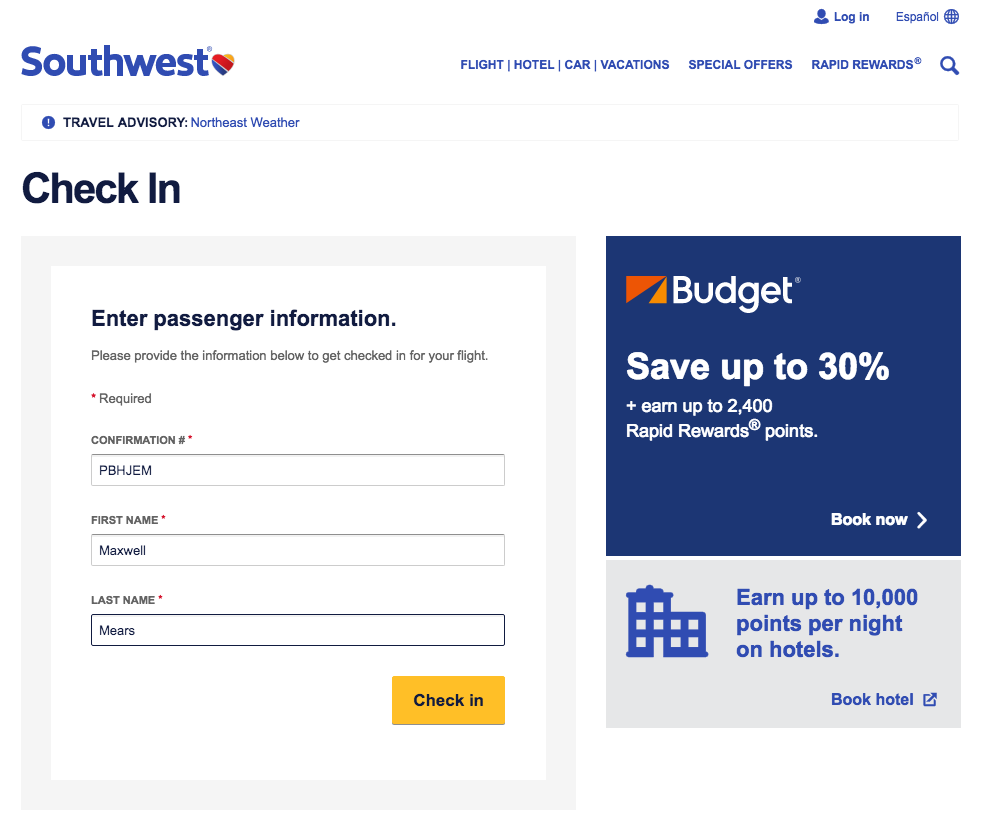 Log in Español
Southwest®
FLIGHT | HOTEL | CAR | VACATIONS SPECIAL OFFERS RAPID REWARDS®
TRAVEL ADVISORY: Northeast Weather
Check In
Enter passenger information.
Please provide the information below to get checked in for your flight.
* Required
CONFIRMATION # *
PBHJEM
FIRST NAME *
Maxwell
LAST NAME *
Mears
Check in
Budget®
Save up to 30%
+ earn up to 2,400
Rapid Rewards® points.
Book now
Earn up to 10,000
points per night
on hotels.
Book hotel